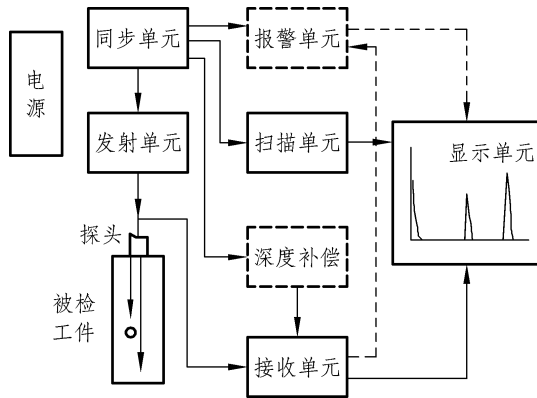 同步单元
报警单元
电
源
发射单元
扫描单元
显示单元
探头
深度补偿
被检
工件
接收单元